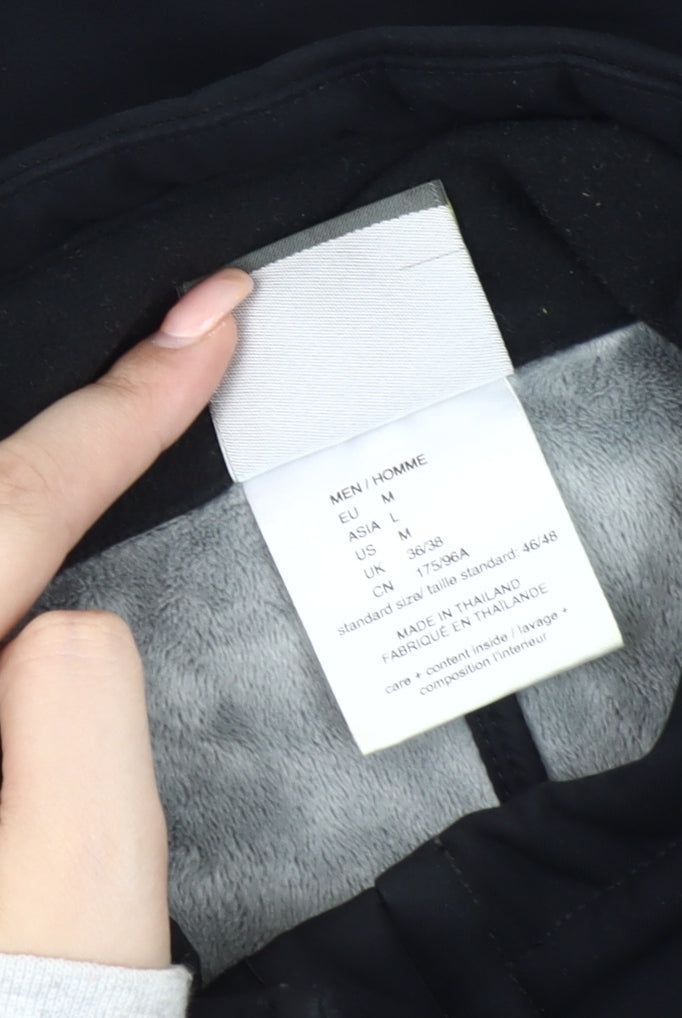 MEN / HOMME
EU M
ASIA L
US M
UK 36/38
CN 175/96A
standard size/ taille standard: 46/48
MADE IN THAILAND
FABRIQUÉ EN THAÏLANDE
care + content inside / lavage +
composition l'interieur